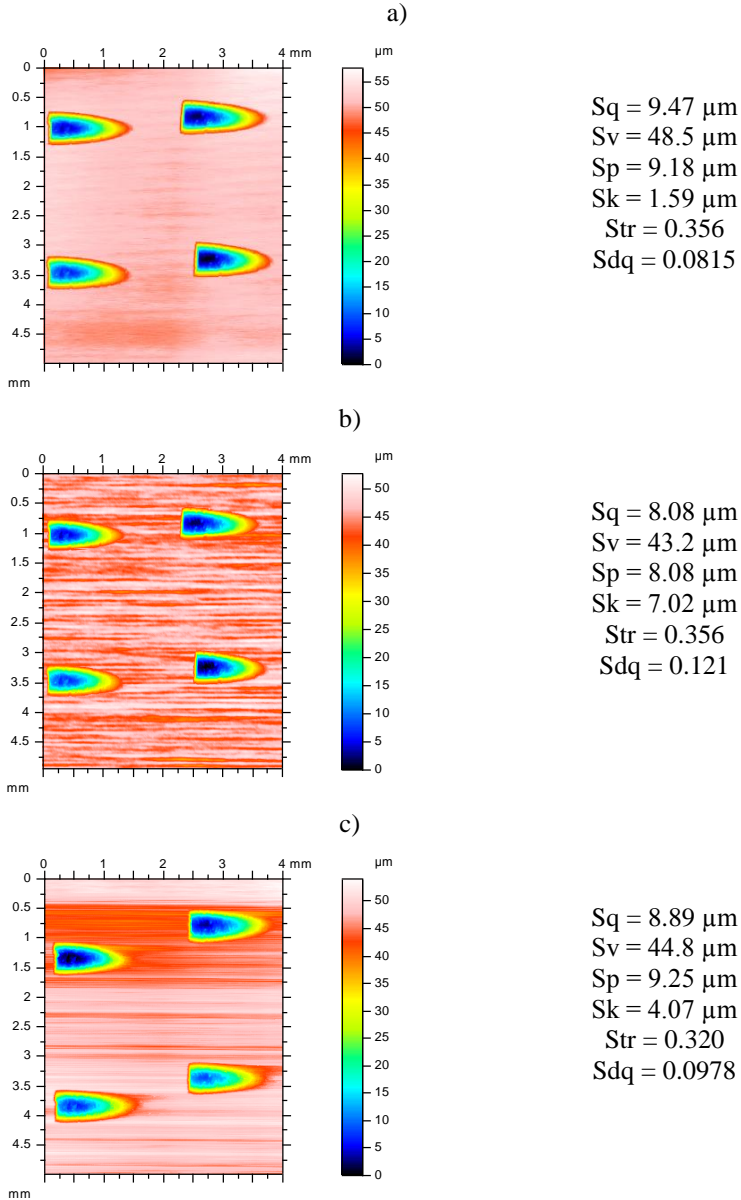 a)
0 1 2 3 4 mm
µm
0
0.5
1
1.5
2
2.5
3
3.5
4
4.5
mm
55
50
45
40
35
30
25
20
15
10
5
0
Sq = 9.47 µm
Sv = 48.5 µm
Sp = 9.18 µm
Sk = 1.59 µm
Str = 0.356
Sdq = 0.0815
b)
0 1 2 3 4 mm
µm
0
0.5
1
1.5
2
2.5
3
3.5
4
4.5
mm
50
45
40
35
30
25
20
15
10
5
0
Sq = 8.08 µm
Sv = 43.2 µm
Sp = 8.08 µm
Sk = 7.02 µm
Str = 0.356
Sdq = 0.121
c)
0 1 2 3 4 mm
µm
0
0.5
1
1.5
2
2.5
3
3.5
4
4.5
mm
50
45
40
35
30
25
20
15
10
5
0
Sq = 8.89 µm
Sv = 44.8 µm
Sp = 9.25 µm
Sk = 4.07 µm
Str = 0.320
Sdq = 0.0978